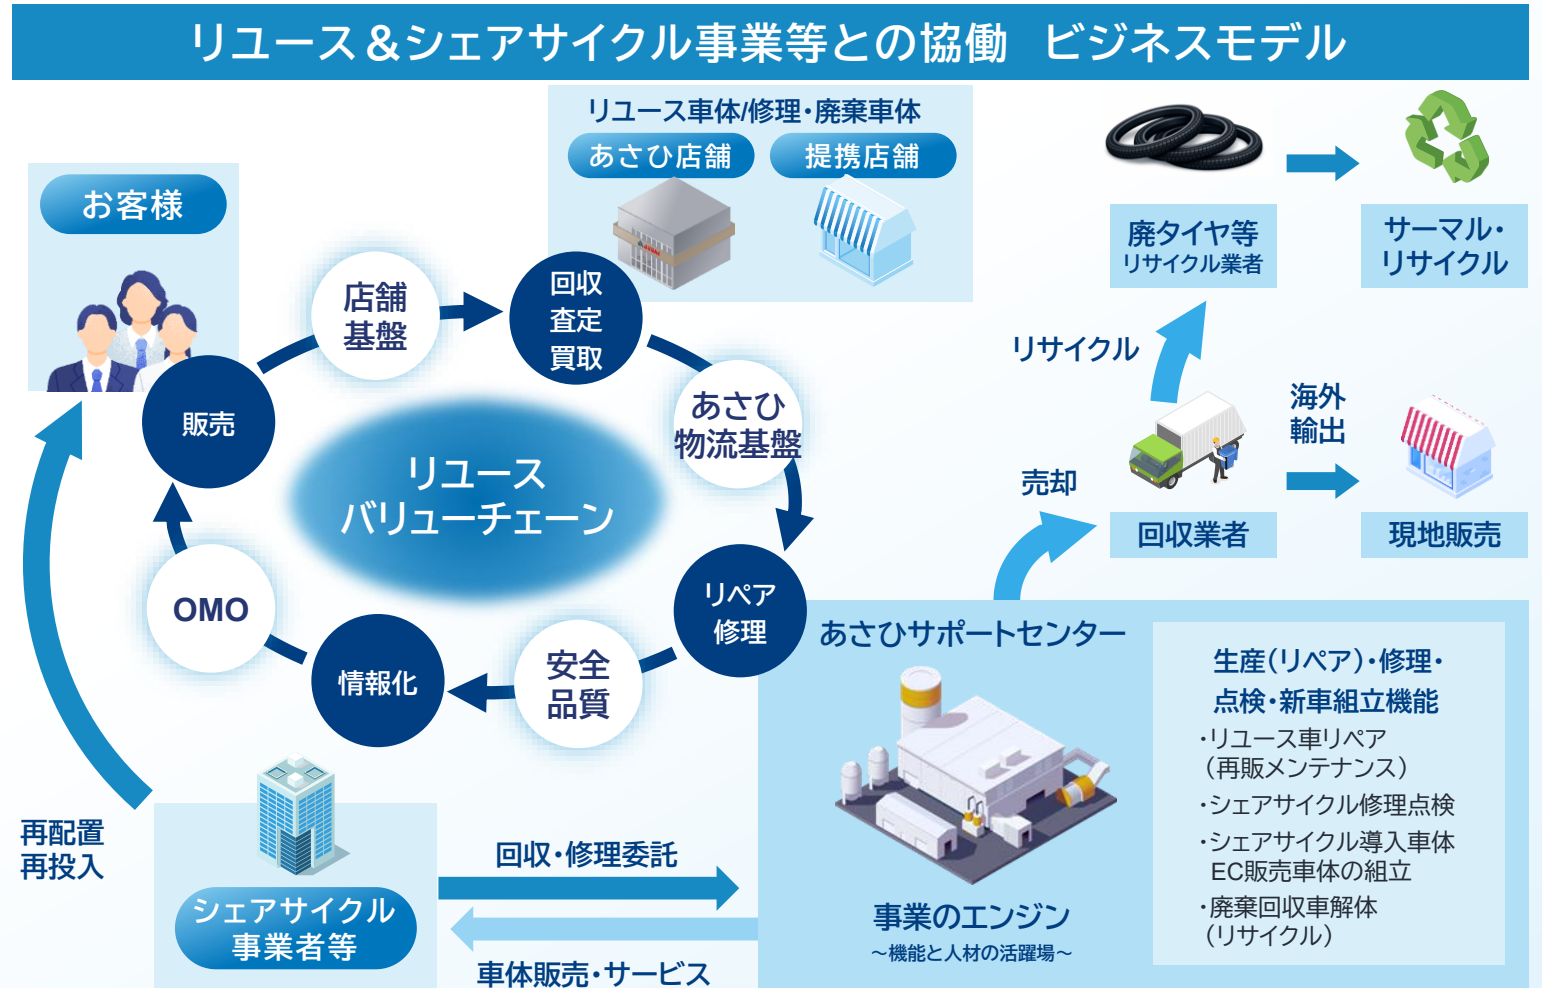 リユース＆シェアサイクル事業等との協働 ビジネスモデル
リユース車体/修理・廃棄車体
あさひ店舗
提携店舗
お客様
店舗
基盤
回収
査定
買取
あさひ
物流基盤
販売
リユース
バリューチェーン
リペア
修理
OMO
情報化
安全
品質
廃タイヤ等
リサイクル業者
サーマル・
リサイクル
リサイクル
海外
輸出
売却
回収業者
現地販売
あさひサポートセンター
事業のエンジン
～機能と人材の活躍場～
生産（リペア）・修理・
点検・新車組立機能
・リユース車リペア
（再販メンテナンス）
・シェアサイクル修理点検
・シェアサイクル導入車体
EC販売車体の組立
・廃棄回収車解体
（リサイクル）
再配置
再投入
シェアサイクル
事業者等
回収・修理委託
車体販売・サービス